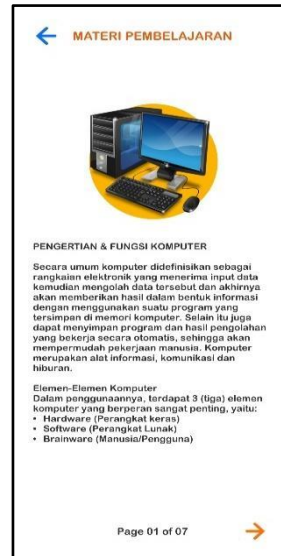 MATERI PEMBELAJARAN
PENGERTIAN & FUNGSI KOMPUTER
Secara umum komputer didefinisikan sebagai
rangkaian elektronik yang menerima input data
kemudian mengolah data tersebut dan akhirnya
akan memberikan hasil dalam bentuk informasi
dengan menggunakan suatu program yang
tersimpan di memori komputer. Selain itu juga
dapat menyimpan program dan hasil pengolahan
yang bekerja secara otomatis, sehingga akan
mempermudah pekerjaan manusia. Komputer
merupakan alat informasi, komunikasi dan
hiburan.
Elemen-Elemen Komputer
Dalam penggunaannya, terdapat 3 (tiga) elemen
komputer yang berperan sangat penting, yaitu:
• Hardware (Perangkat keras)
• Software (Perangkat Lunak)
• Brainware (Manusia/Pengguna)
Page 01 of 07